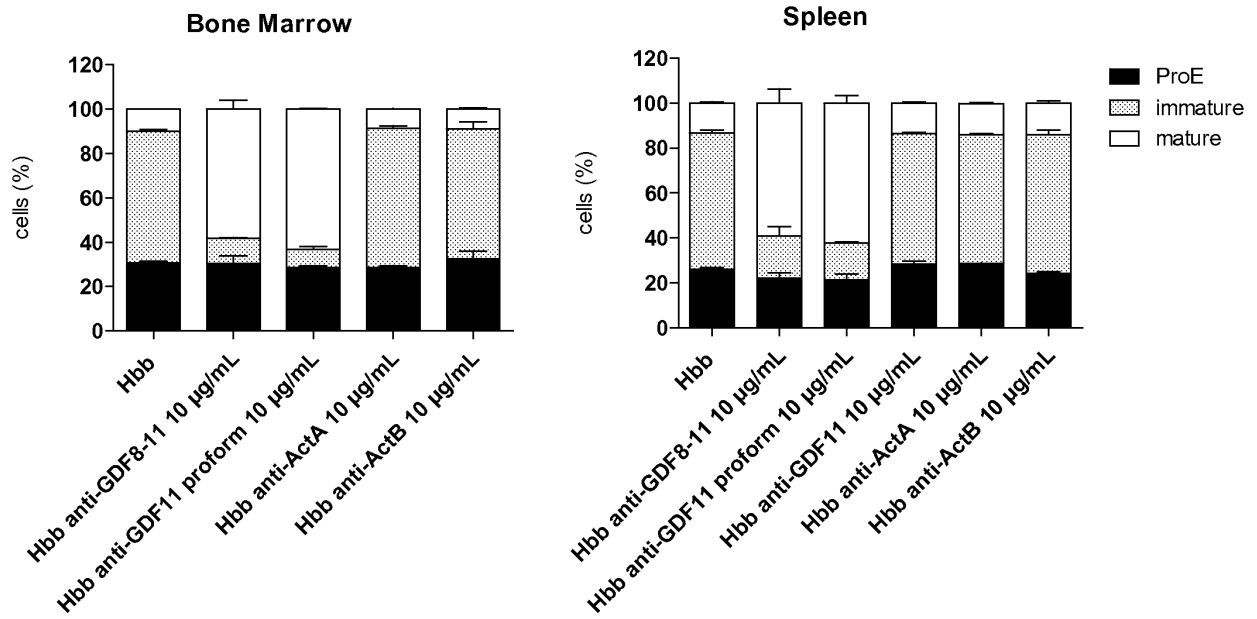 Bone Marrow
120
100
80
60
40
20
0
cells (%)
Hbb
Hbb anti-GDF8-11 10 µg/mL
Hbb anti-GDF11 proform 10 µg/mL
Hbb anti-ActA 10 µg/mL
Hbb anti-ActB 10 µg/mL
Spleen
120
100
80
60
40
20
0
cells (%)
Hbb
Hbb anti-GDF8-11 10 µg/mL
Hbb anti-GDF11 proform 10 µg/mL
Hbb anti-GDF11 10 µg/mL
Hbb anti-ActA 10 µg/mL
Hbb anti-ActB 10 µg/mL
ProE
immature
mature